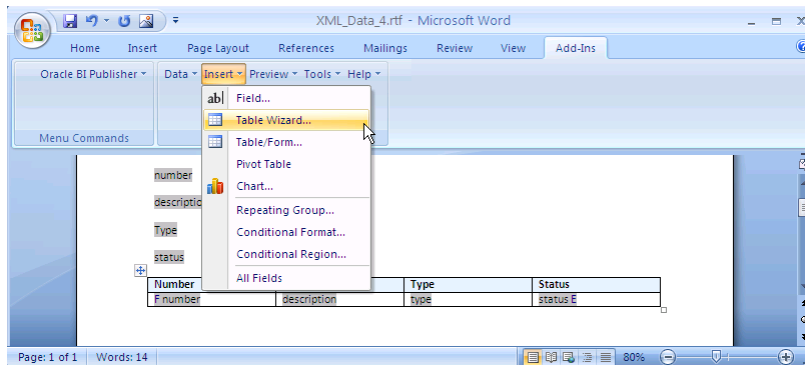 XML_Data_4.rtf - Microsoft Word
Home Insert Page Layout References Mailings Review View Add-Ins
Oracle BI Publisher Data Insert Preview Tools Help
Menu Commands
ab Field...
Table Wizard...
Table/Form...
Pivot Table
Chart...
Repeating Group...
Conditional Format...
Conditional Region...
All Fields
number
descriptio
Type
status
Number Type Status
F number description type status E
Page: 1 of 1 Words: 14 80%